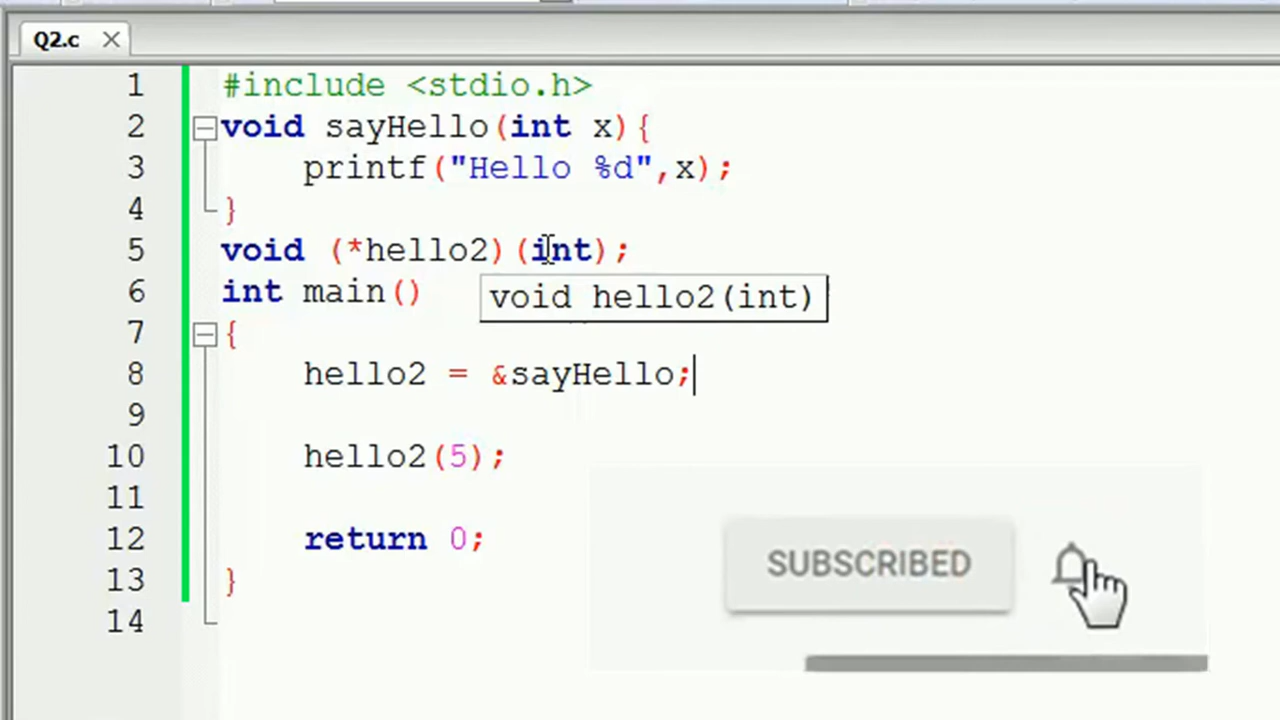 Q2.c
1 #include <stdio.h>
2 void sayHello(int x){
3 printf("Hello %d",x);
4 }
5 void (*hello2)(int);
6 int main()
void hello2(int)
7 {
8 hello2 = &sayHello;
9
10 hello2(5);
11
12 return 0;
13 }
14
SUBSCRIBED